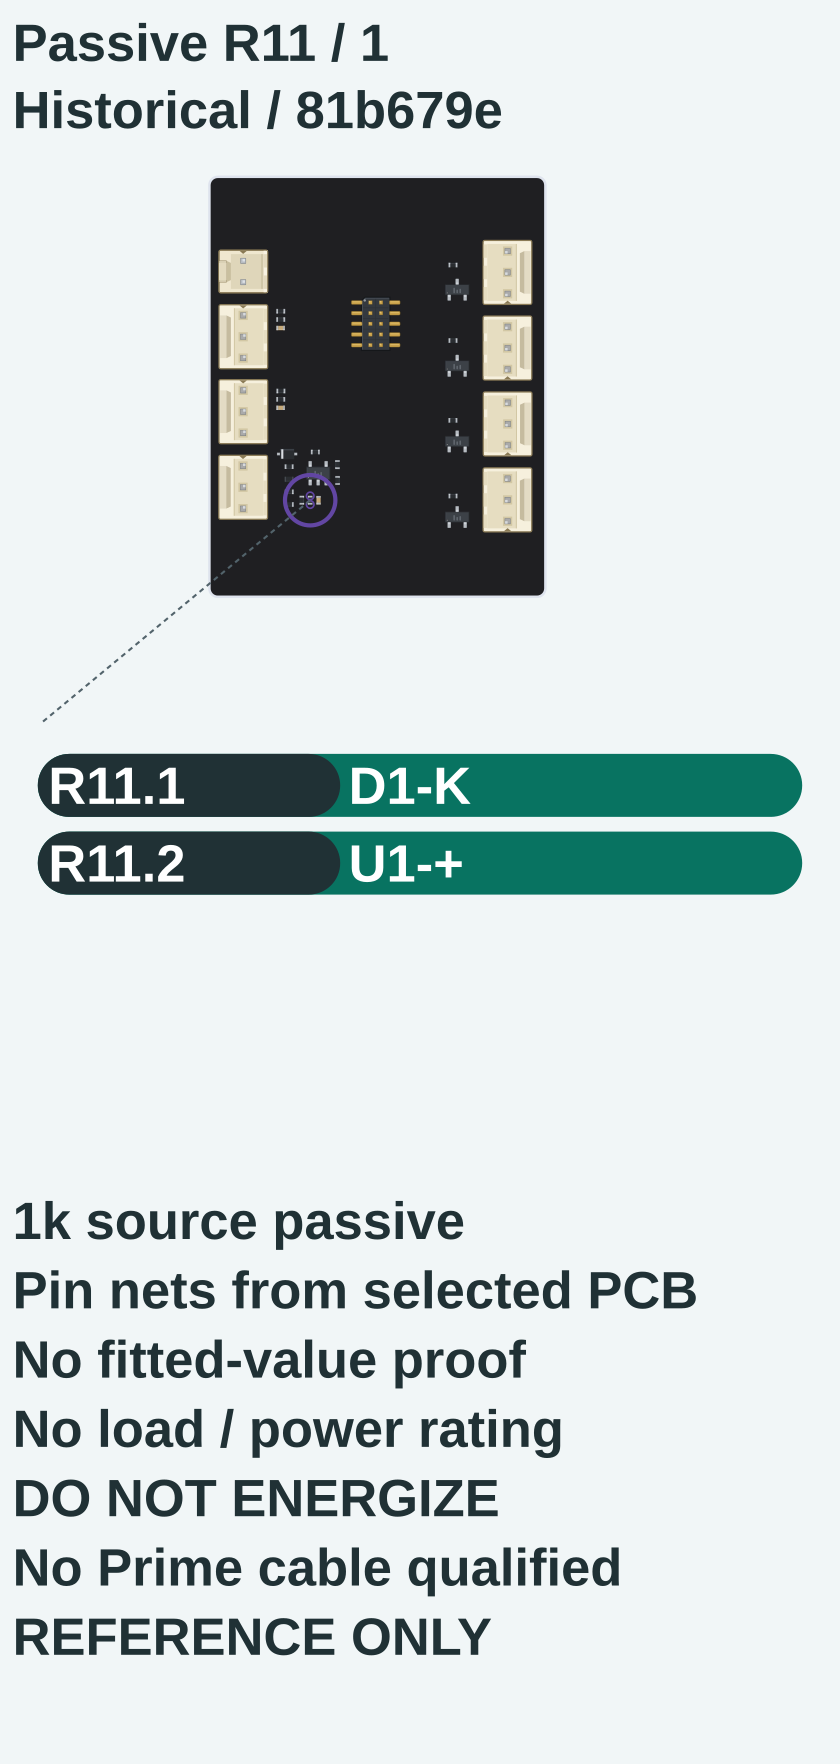 Passive R11 / 1
Historical / 81b679e
R11.1 D1-K
R11.2 U1-+
1k source passive
Pin nets from selected PCB
No fitted-value proof
No load / power rating
DO NOT ENERGIZE
No Prime cable qualified
REFERENCE ONLY